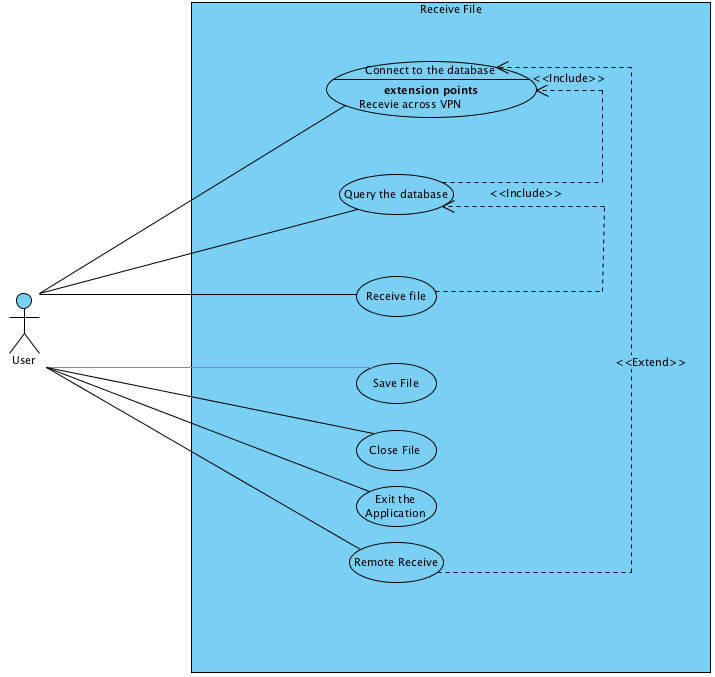 Receive File
Connect to the database
<<Include>>
extension points
Recevie across VPN
Query the database
<<Include>>
Receive file
User
<<Extend>>
Save File
Close File
Exit the
Application
Remote Receive